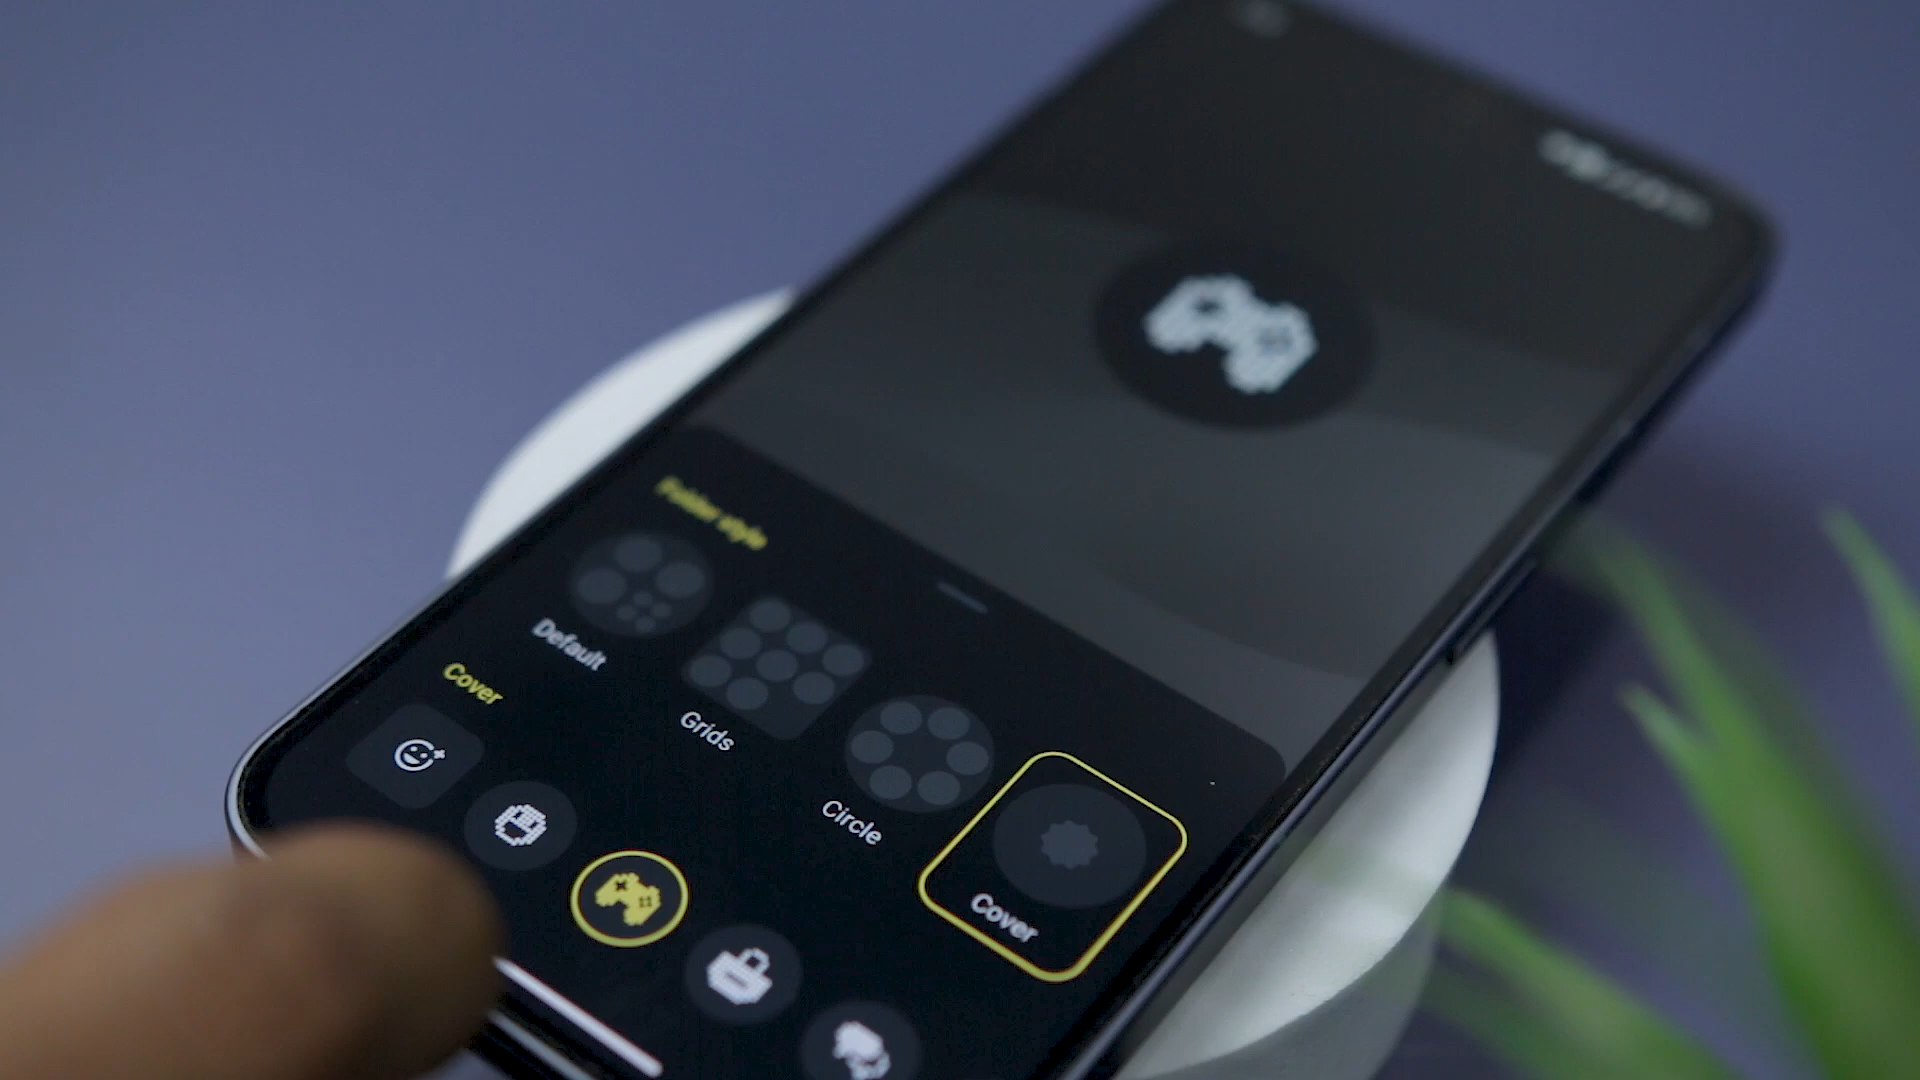 Folder style
Default
Grids
Circle
Cover
Cover